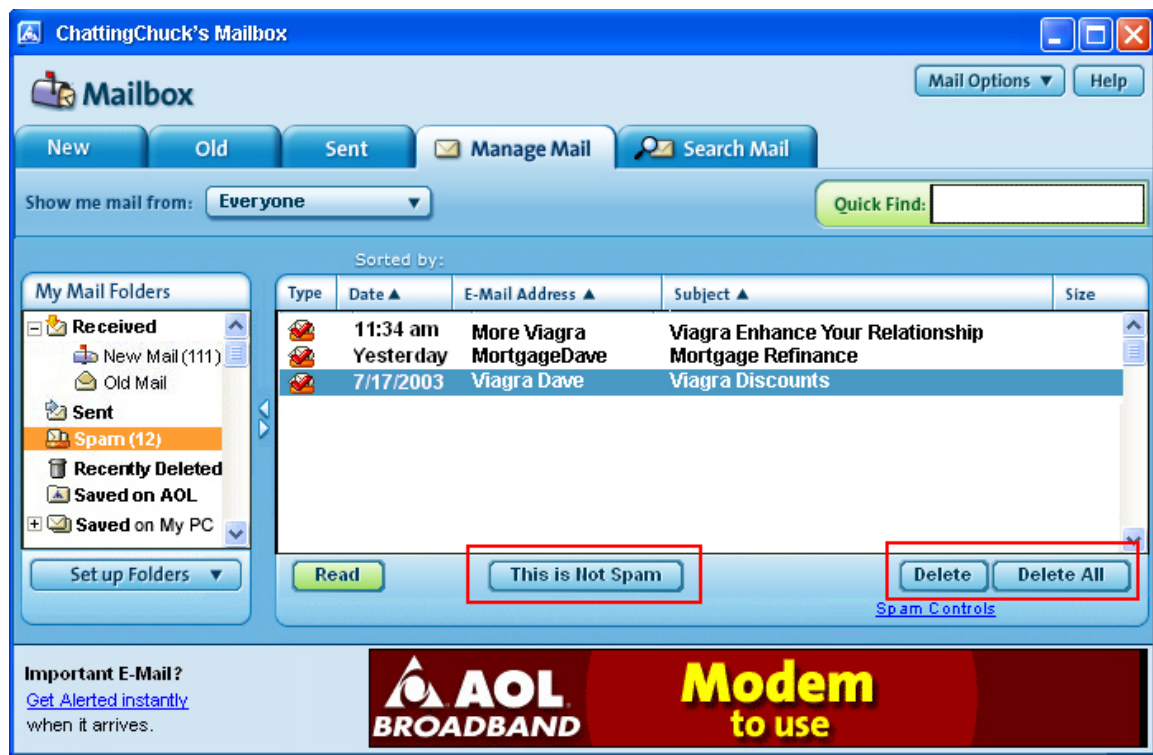 ChattingChuck's Mailbox
Mailbox
Mail Options
Help
New
Old
Sent
Manage Mail
Search Mail
Show me mail from:
Everyone
Quick Find:
Sorted by:
My Mail Folders
Type
Date
E-Mail Address
Subject
Size
Received
New Mail (111)
Old Mail
Sent
Spam (12)
Recently Deleted
Saved on AOL
Saved on My PC
11:34 am More Viagra Viagra Enhance Your Relationship
Yesterday MortgageDave Mortgage Refinance
7/17/2003 Viagra Dave Viagra Discounts
Set up Folders
Read
This is Not Spam
Delete
Delete All
Spam Controls
Important E-Mail?
Get Alerted instantly
when it arrives.
AOL
BROADBAND
Modem
to use